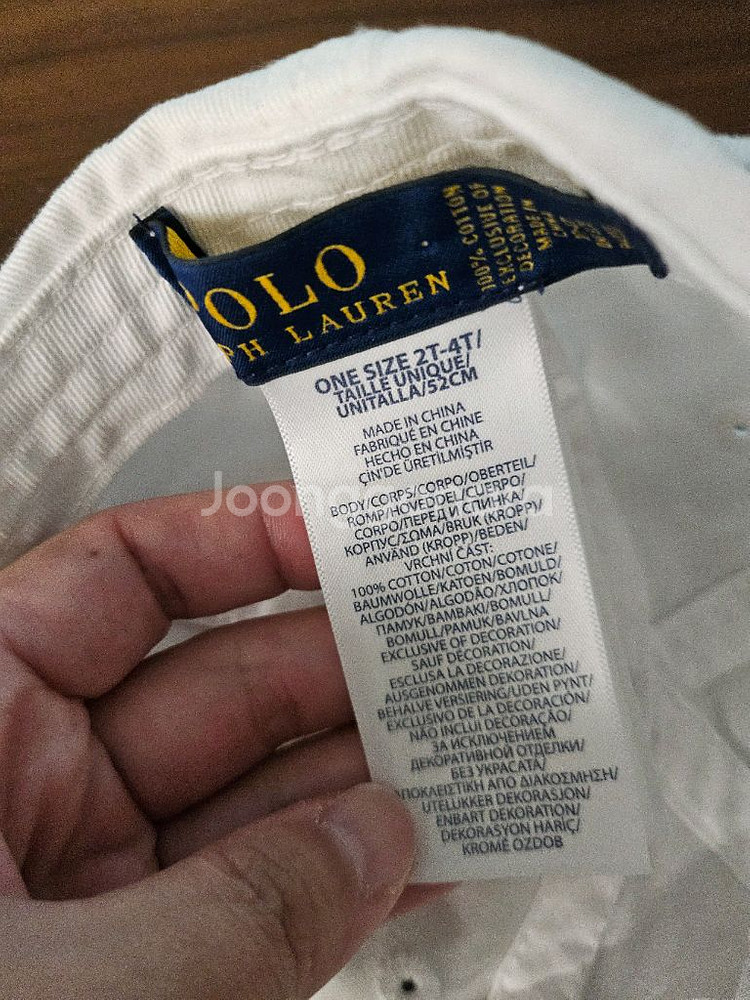 POLO
PH LAUREN
100% COTTON
EXCLUSIVE OF
DECORATION
MADE IN
ONE SIZE 2T-4T/
TAILLE UNIQUE/
UNITALLA/52CM
MADE IN CHINA
FABRIQUÉ EN CHINE
HECHO EN CHINA
ÇİN'DE ÜRETİLMİŞTİR
BODY/CORPS/CORPO/OBERTEIL/
ROMP/HOVEDDEL/CUERPO/
CORPO/ПЕРЕД И СПИНКА/
КОРПУС/ΣΩΜΑ/BRUK (KROPP)/
ANVÄND (KROPP)/BEDEN/
VRCHNÍ ČÁST:
100% COTTON/COTON/COTONE/
BAUMWOLLE/KATOEN/BOMULD/
ALGODÓN/ALGODÃO/ХЛОПОК/
ПАМУК/ΒΑΜΒΑΚΙ/BOMULL/
BOMULL/PAMUK/BAVLNA
EXCLUSIVE OF DECORATION/
SAUF DÉCORATION/
ESCLUSA LA DECORAZIONE/
AUSGENOMMEN DEKORATION/
BEHALVE VERSIERING/UDEN PYNT/
EXCLUSIVO DE LA DECORACIÓN/
NÃO INCLUI DECORAÇÃO/
ЗА ИСКЛЮЧЕНИЕМ
ДЕКОРАТИВНОЙ ОТДЕЛКИ/
БЕЗ УКРАСАТА/
ΑΠΟΚΛΕΙΣΤΙΚΗ ΑΠΟ ΔΙΑΚΟΣΜΗΣΗ/
UTELUKKER DEKORASJON/
ENBART DEKORATION/
DEKORASYON HARİÇ/
KROMĚ OZDOB